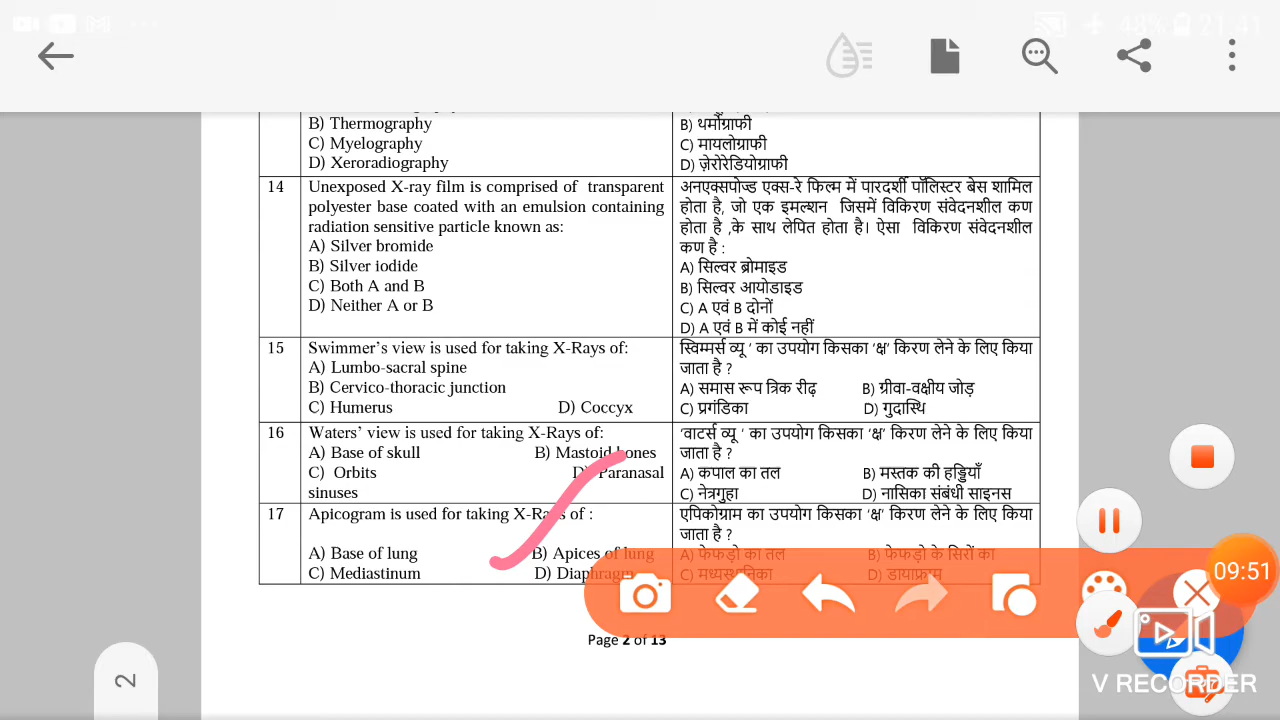 48% 21:41
B) Thermography
C) Myelography
D) Xeroradiography
B) थर्मोग्राफी
C) मायलोग्राफी
D) ज़ेरोरेडियोग्राफी
14
Unexposed X-ray film is comprised of transparent
polyester base coated with an emulsion containing
radiation sensitive particle known as:
A) Silver bromide
B) Silver iodide
C) Both A and B
D) Neither A or B
अनएक्सपोज्ड एक्स-रे फिल्म में पारदर्शी पॉलिस्टर बेस शामिल
होता है, जो एक इमल्शन जिसमें विकिरण संवेदनशील कण
होता है ,के साथ लेपित होता है। ऐसा विकिरण संवेदनशील
कण है :
A) सिल्वर ब्रोमाइड
B) सिल्वर आयोडाइड
C) A एवं B दोनों
D) A एवं B में कोई नहीं
15
Swimmer's view is used for taking X-Rays of:
A) Lumbo-sacral spine
B) Cervico-thoracic junction
C) Humerus D) Coccyx
स्विम्मर्स व्यू ' का उपयोग किसका 'क्ष' किरण लेने के लिए किया
जाता है ?
A) समास रूप त्रिक रीढ़ B) ग्रीवा-वक्षीय जोड़
C) प्रगंडिका D) गुदास्थि
16
Waters' view is used for taking X-Rays of:
A) Base of skull B) Mastoid bones
C) Orbits D) Paranasal
sinuses
'वाटर्स व्यू ' का उपयोग किसका 'क्ष' किरण लेने के लिए किया
जाता है ?
A) कपाल का तल B) मस्तक की हड्डियाँ
C) नेत्रगुहा D) नासिका संबंधी साइनस
17
Apicogram is used for taking X-Rays of :
A) Base of lung B) Apices of lung
C) Mediastinum D) Diaphragm
एपिकोग्राम का उपयोग किसका 'क्ष' किरण लेने के लिए किया
जाता है ?
A) फेफड़ो का तल B) फेफड़ो के सिरों का
C) मध्यस्थानिका D) डायाफ्राम
Page 2 of 13
2
09:51
V RECORDER